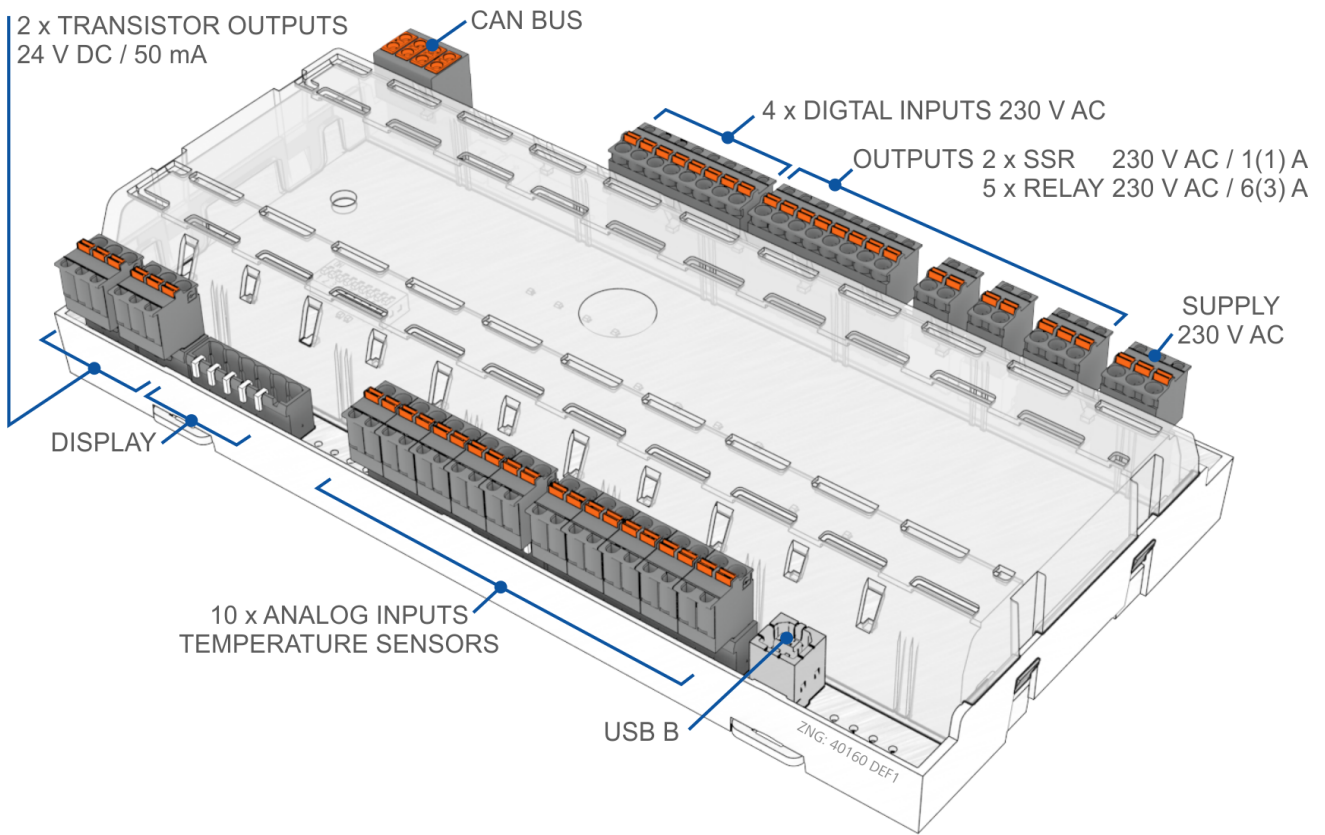 2 x TRANSISTOR OUTPUTS
24 V DC / 50 mA
CAN BUS
4 x DIGTAL INPUTS 230 V AC
OUTPUTS 2 x SSR 230 V AC / 1(1) A
5 x RELAY 230 V AC / 6(3) A
SUPPLY
230 V AC
DISPLAY
10 x ANALOG INPUTS
TEMPERATURE SENSORS
USB B
ZNG: 40160 DEF1